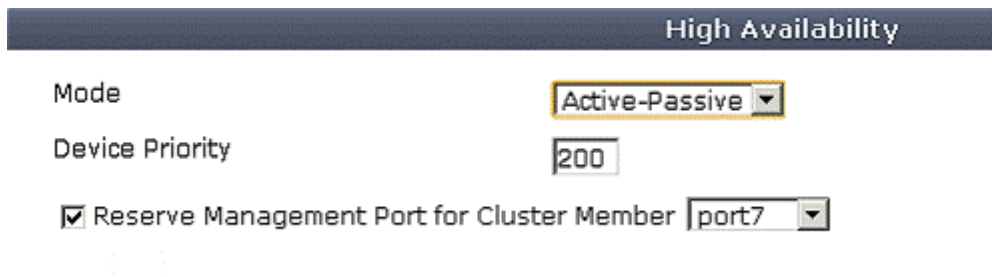 High Availability
Mode Active-Passive
Device Priority 200
Reserve Management Port for Cluster Member port7